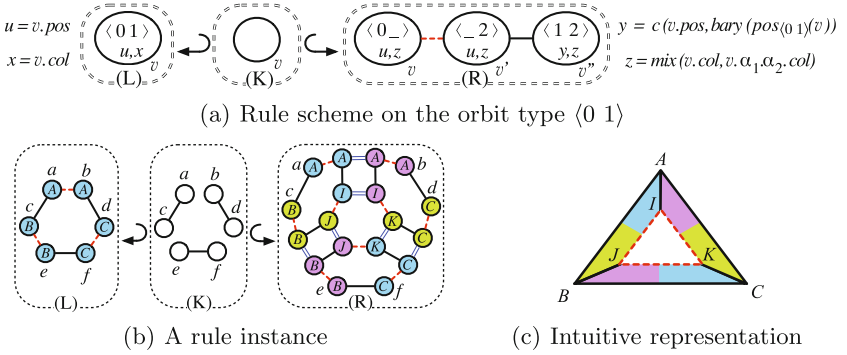 u = v.pos
x = v.col
⟨0 1⟩
u,x
v
(L)
v
(K)
⟨0_⟩
u,z
v
⟨_ 2⟩
u,z
v'
⟨1 2⟩
y,z
v''
(R)
y = c(v.pos,bary(pos⟨0 1⟩(v))
z = mix(v.col,v.α1.α2.col)
(a) Rule scheme on the orbit type ⟨0 1⟩
a b
A A
c d
B C
B C
e f
(L)
a b
c d
e f
(K)
a A A A A b
c I I d
B J K C
B B J K C C
e B C f
(R)
A
I
J K
B C
(b) A rule instance
(c) Intuitive representation